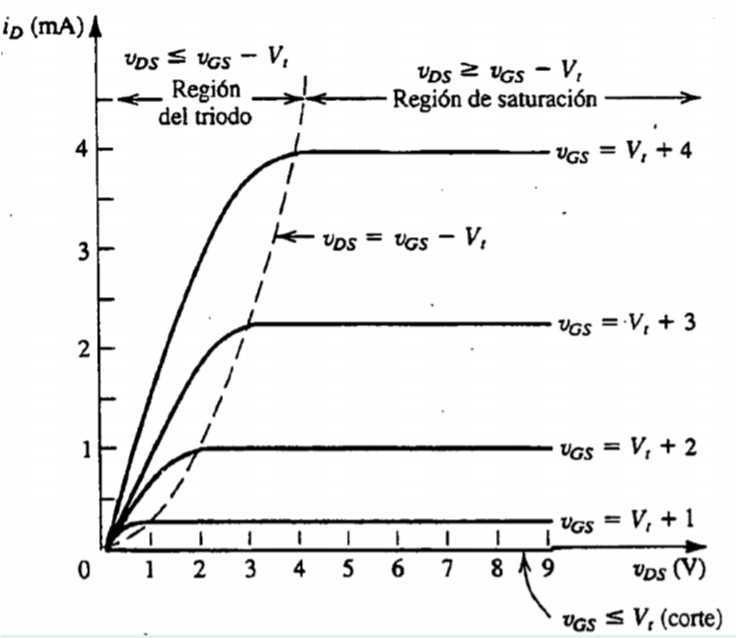 i_D (mA)
v_DS ≤ v_GS − V_t
Región
del triodo
v_DS ≥ v_GS − V_t
Región de saturación
4
v_GS = V_t + 4
v_DS = v_GS − V_t
3
v_GS = V_t + 3
2
v_GS = V_t + 2
1
v_GS = V_t + 1
0 1 2 3 4 5 6 7 8 9 v_DS (V)
v_GS ≤ V_t (corte)